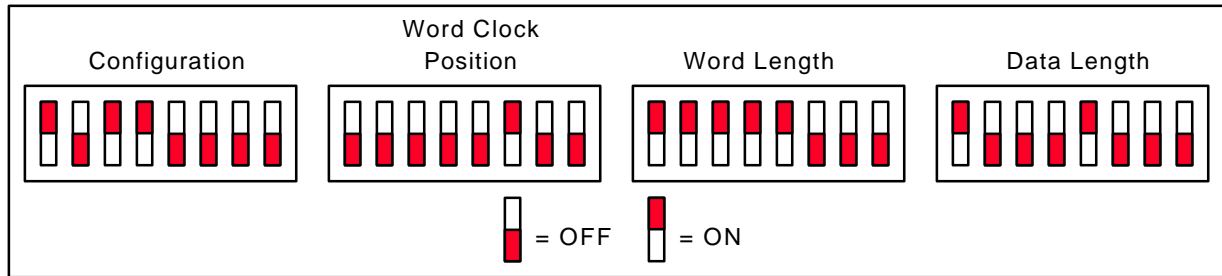 Configuration
Word Clock
Position
Word Length
Data Length
= OFF
= ON